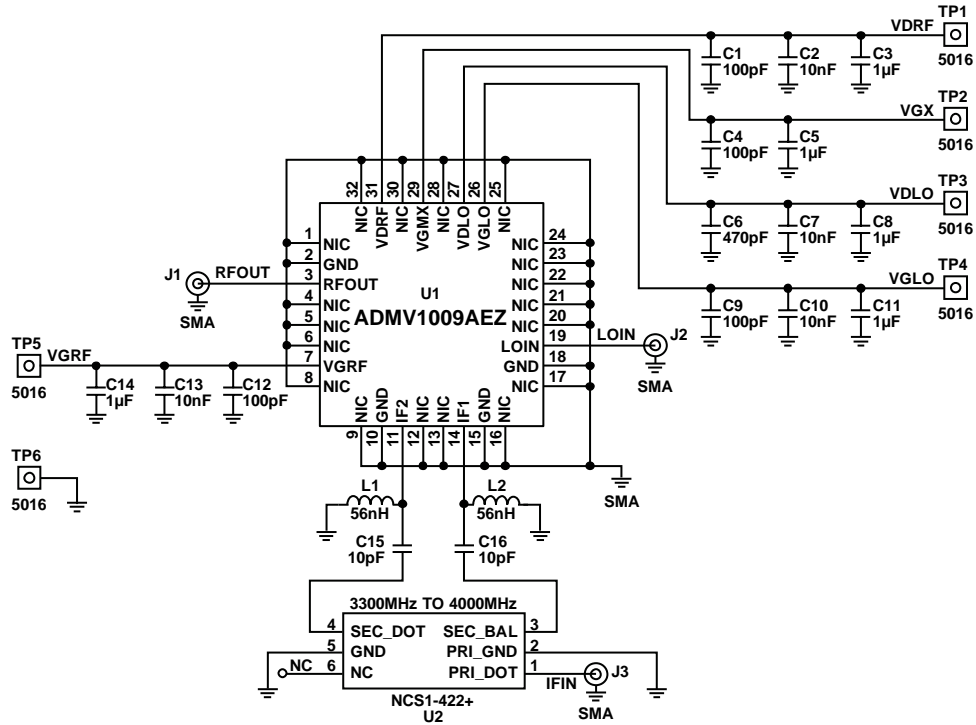 TP1
VDRF
5016
C1
100pF
C2
10nF
C3
1µF
TP2
VGX
5016
C4
100pF
C5
1µF
TP3
VDLO
5016
C6
470pF
C7
10nF
C8
1µF
TP4
VGLO
5016
C9
100pF
C10
10nF
C11
1µF
32 31 30 29 28 27 26 25
NIC VDRF NIC VGMX NIC VDLO VGLO NIC
1 NIC
2 GND
3 RFOUT
4 NIC
5 NIC
6 NIC
7 VGRF
8 NIC
U1
ADMV1009AEZ
NIC 24
NIC 23
NIC 22
NIC 21
NIC 20
LOIN 19
GND 18
NIC 17
NIC GND IF2 NIC NIC IF1 GND NIC
9 10 11 12 13 14 15 16
J1
RFOUT
SMA
LOIN
J2
SMA
TP5
VGRF
5016
C14
1µF
C13
10nF
C12
100pF
TP6
5016
SMA
L1
56nH
L2
56nH
C15
10pF
C16
10pF
3300MHz TO 4000MHz
4 SEC_DOT SEC_BAL 3
5 GND PRI_GND 2
6 NC PRI_DOT 1
NC
IFIN
J3
SMA
NCS1-422+
U2